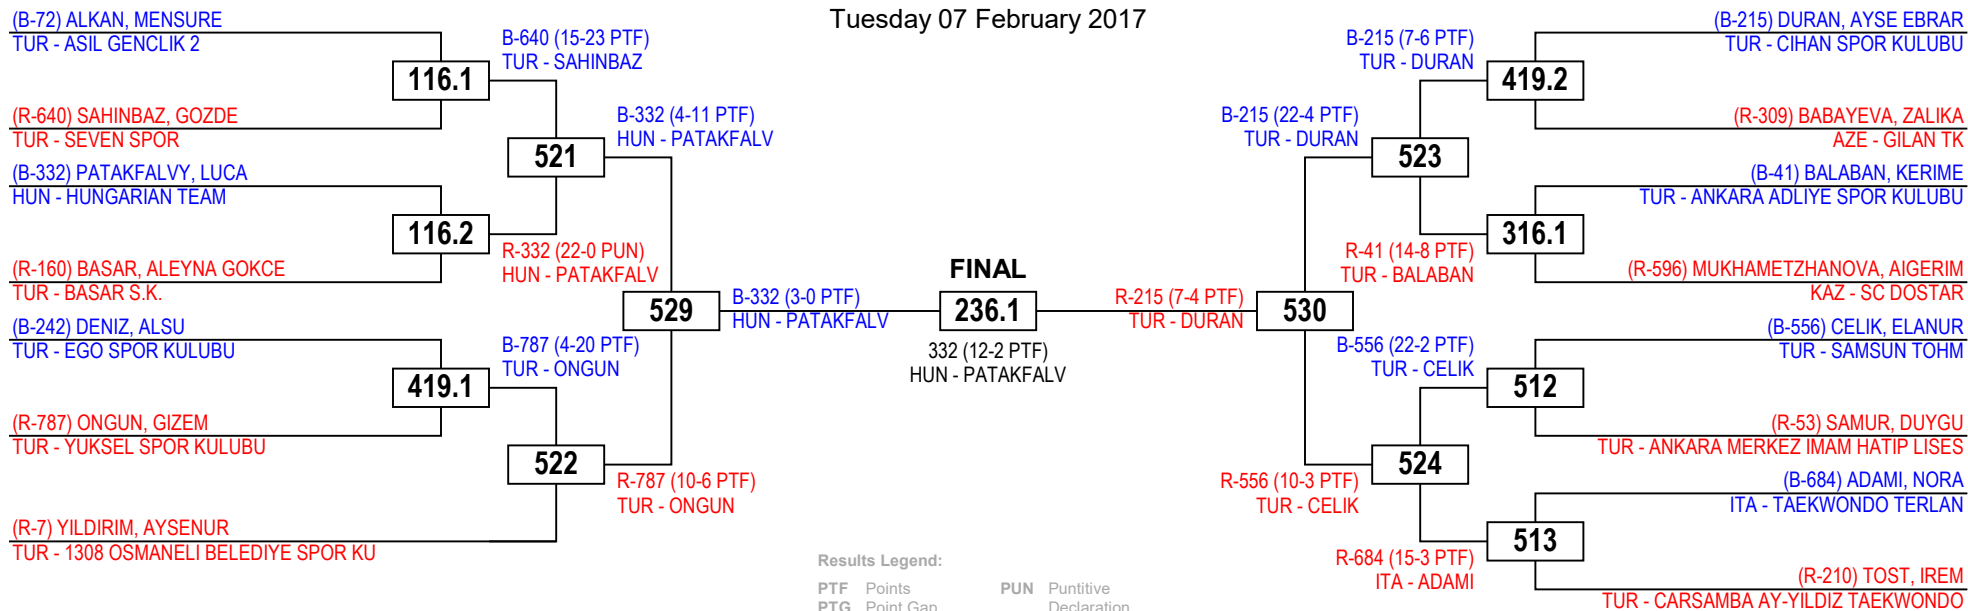 Tuesday 07 February 2017
(B-72) ALKAN, MENSURE
TUR - ASIL GENCLIK 2
116.1
(R-640) SAHINBAZ, GOZDE
TUR - SEVEN SPOR
(B-332) PATAKFALVY, LUCA
HUN - HUNGARIAN TEAM
116.2
(R-160) BASAR, ALEYNA GOKCE
TUR - BASAR S.K.
(B-242) DENIZ, ALSU
TUR - EGO SPOR KULUBU
419.1
(R-787) ONGUN, GIZEM
TUR - YUKSEL SPOR KULUBU
(R-7) YILDIRIM, AYSENUR
TUR - 1308 OSMANELI BELEDIYE SPOR KU
B-640 (15-23 PTF)
TUR - SAHINBAZ
521
R-332 (22-0 PUN)
HUN - PATAKFALV
B-787 (4-20 PTF)
TUR - ONGUN
522
B-332 (4-11 PTF)
HUN - PATAKFALV
529
R-787 (10-6 PTF)
TUR - ONGUN
B-332 (3-0 PTF)
HUN - PATAKFALV
FINAL
236.1
332 (12-2 PTF)
HUN - PATAKFALV
R-215 (7-4 PTF)
TUR - DURAN
530
B-215 (22-4 PTF)
TUR - DURAN
R-556 (10-3 PTF)
TUR - CELIK
B-215 (7-6 PTF)
TUR - DURAN
523
R-41 (14-8 PTF)
TUR - BALABAN
B-556 (22-2 PTF)
TUR - CELIK
524
R-684 (15-3 PTF)
ITA - ADAMI
(B-215) DURAN, AYSE EBRAR
TUR - CIHAN SPOR KULUBU
419.2
(R-309) BABAYEVA, ZALIKA
AZE - GILAN TK
(B-41) BALABAN, KERIME
TUR - ANKARA ADLIYE SPOR KULUBU
316.1
(R-596) MUKHAMETZHANOVA, AIGERIM
KAZ - SC DOSTAR
(B-556) CELIK, ELANUR
TUR - SAMSUN TOHM
512
(R-53) SAMUR, DUYGU
TUR - ANKARA MERKEZ IMAM HATIP LISES
(B-684) ADAMI, NORA
ITA - TAEKWONDO TERLAN
513
(R-210) TOST, IREM
TUR - CARSAMBA AY-YILDIZ TAEKWONDO
Results Legend:
PTF Points PUN Puntitive
PTG Point Gap Declaration